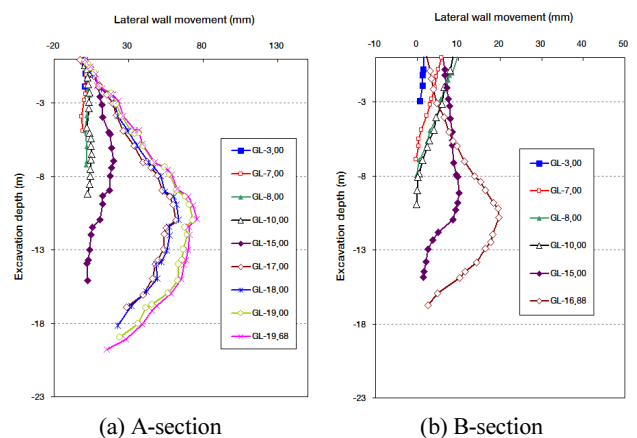 Lateral wall movement (mm)
-20 30 80 130
Excavation depth (m)
-3
-8
-13
-18
-23
GL-3,00
GL-7,00
GL-8,00
GL-10,00
GL-15,00
GL-17,00
GL-18,00
GL-19,00
GL-19,68
(a) A-section
Lateral wall movement (mm)
-10 0 10 20 30 40 50
Excavation depth (m)
-3
-8
-13
-18
-23
GL-3,00
GL-7,00
GL-8,00
GL-10,00
GL-15,00
GL-16,88
(b) B-section